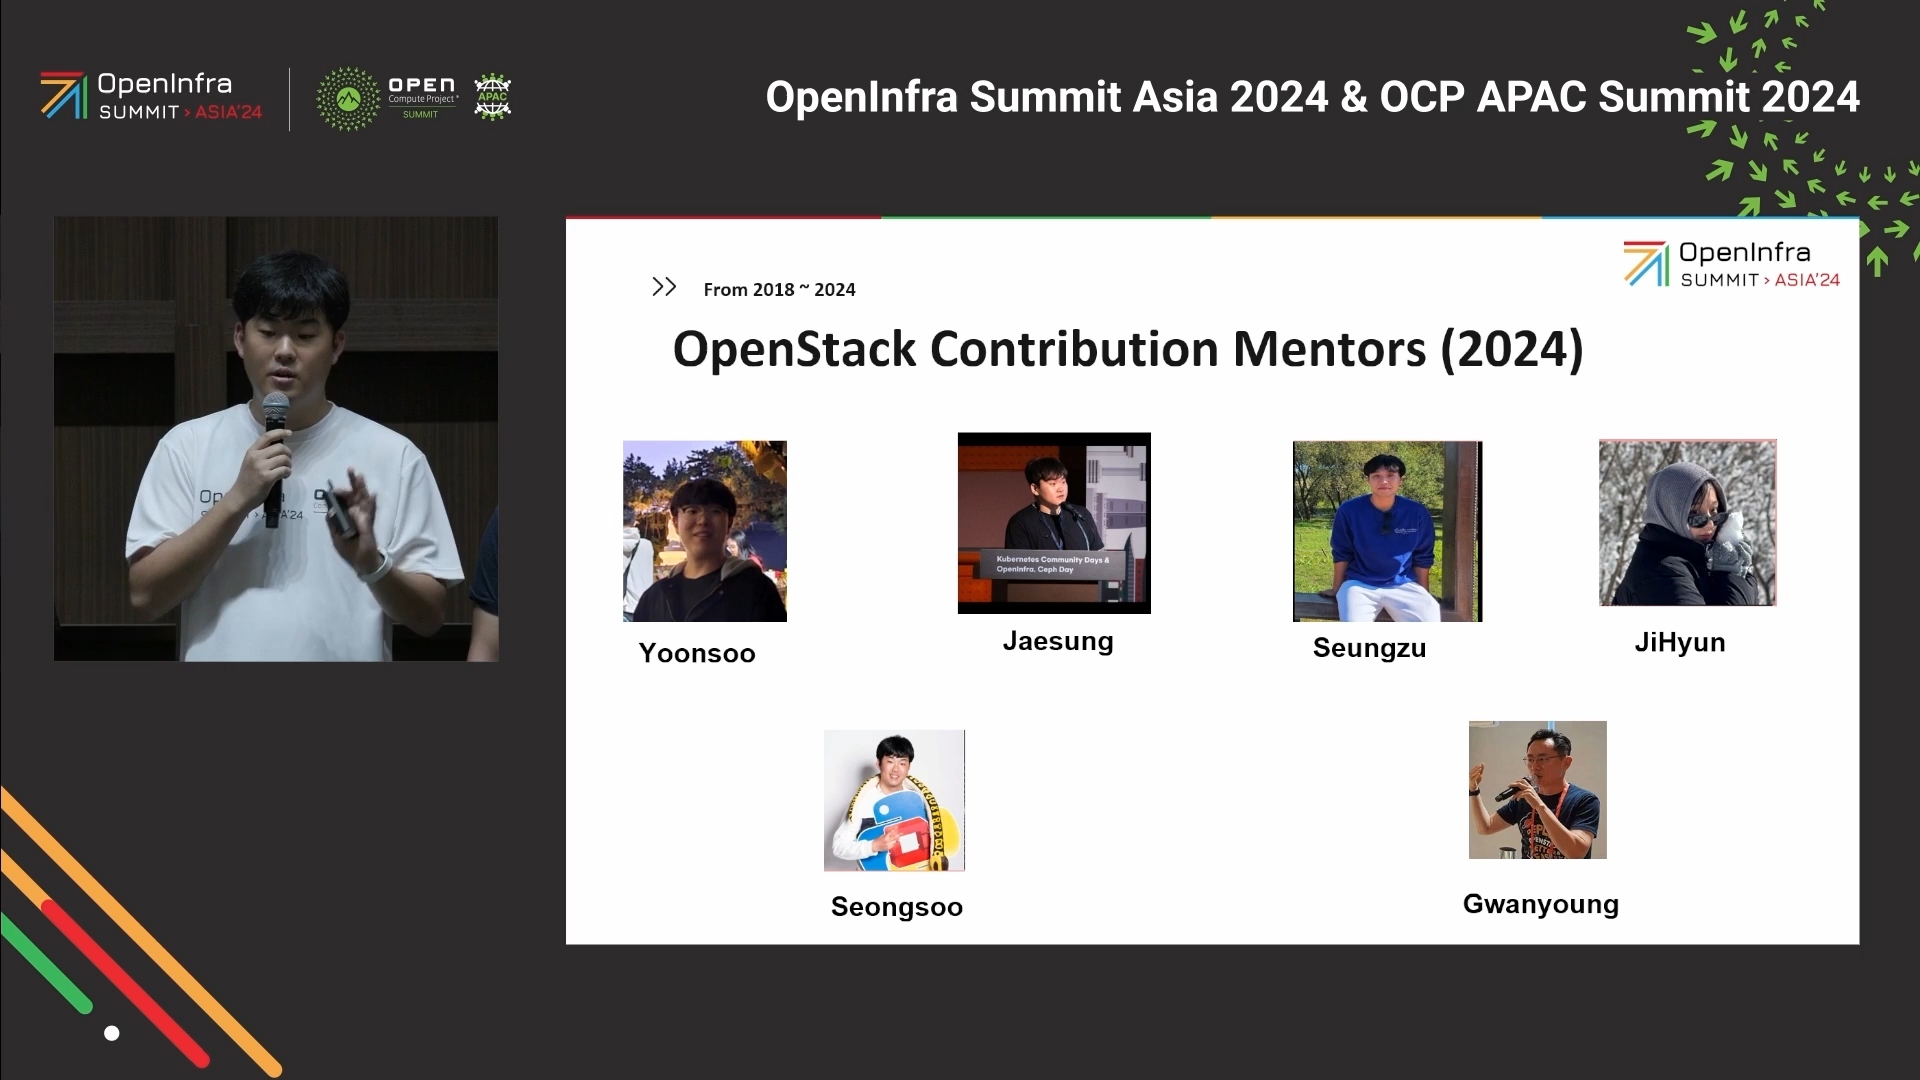 OpenInfra
SUMMIT > ASIA'24
OPEN
Compute Project®
SUMMIT
APAC
OpenInfra Summit Asia 2024 & OCP APAC Summit 2024
OpenInfra
SUMMIT > ASIA'24
>> From 2018 ~ 2024
OpenStack Contribution Mentors (2024)
Kubernetes Community Days &
OpenInfra, Ceph Day
Yoonsoo
Jaesung
Seungzu
JiHyun
Seongsoo
Gwanyoung